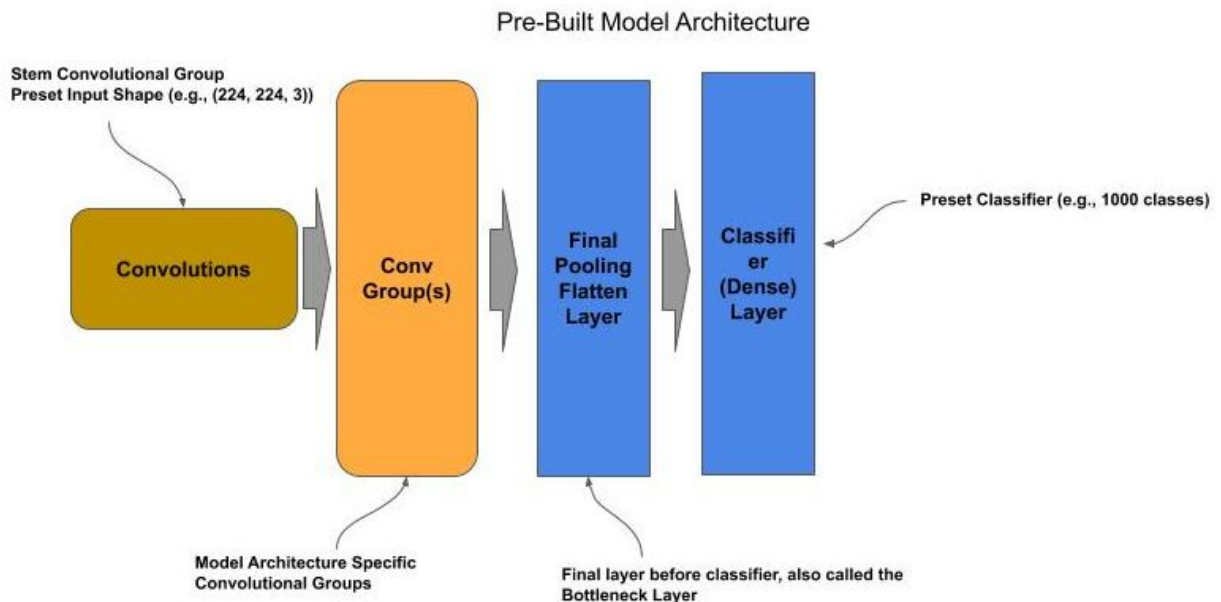 Pre-Built Model Architecture
Stem Convolutional Group
Preset Input Shape (e.g., (224, 224, 3))
Convolutions
Conv
Group(s)
Final
Pooling
Flatten
Layer
Classifi
er
(Dense)
Layer
Preset Classifier (e.g., 1000 classes)
Model Architecture Specific
Convolutional Groups
Final layer before classifier, also called the
Bottleneck Layer